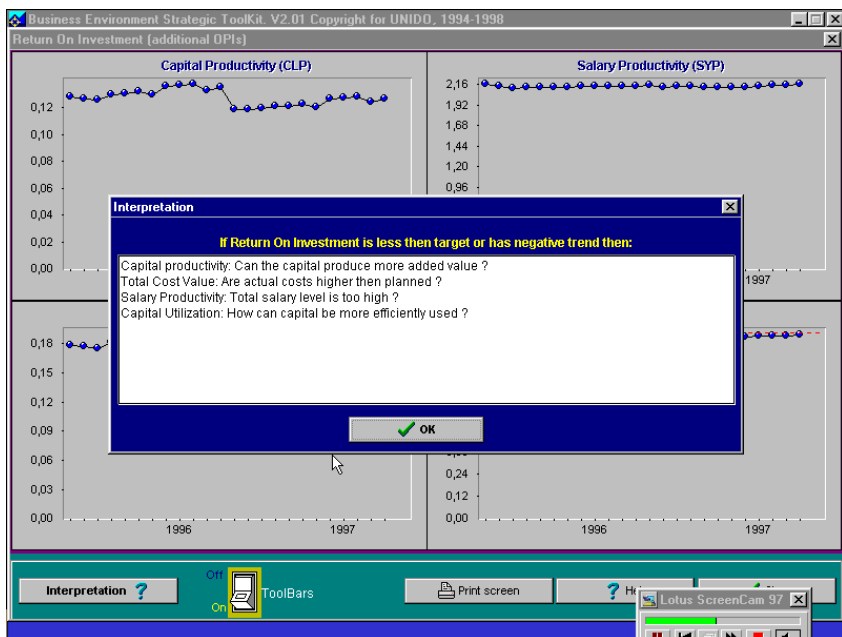 Business Environment Strategic ToolKit. V2.01 Copyright for UNIDO, 1994-1998
Return On Investment (additional OPIs)
Capital Productivity (CLP)
0,12
0,10
0,08
0,06
0,04
0,02
0,00
Salary Productivity (SYP)
2,16
1,92
1,68
1,44
1,20
0,96
1997
Interpretation
If Return On Investment is less then target or has negative trend then:
Capital productivity: Can the capital produce more added value ?
Total Cost Value: Are actual costs higher then planned ?
Salary Productivity: Total salary level is too high ?
Capital Utilization: How can capital be more efficiently used ?
OK
0,18
0,15
0,12
0,09
0,06
0,03
0,00
1996 1997
0,24
0,12
0,00
1996 1997
Interpretation ?
Off
On
ToolBars
Print screen
?
Lotus ScreenCam 97